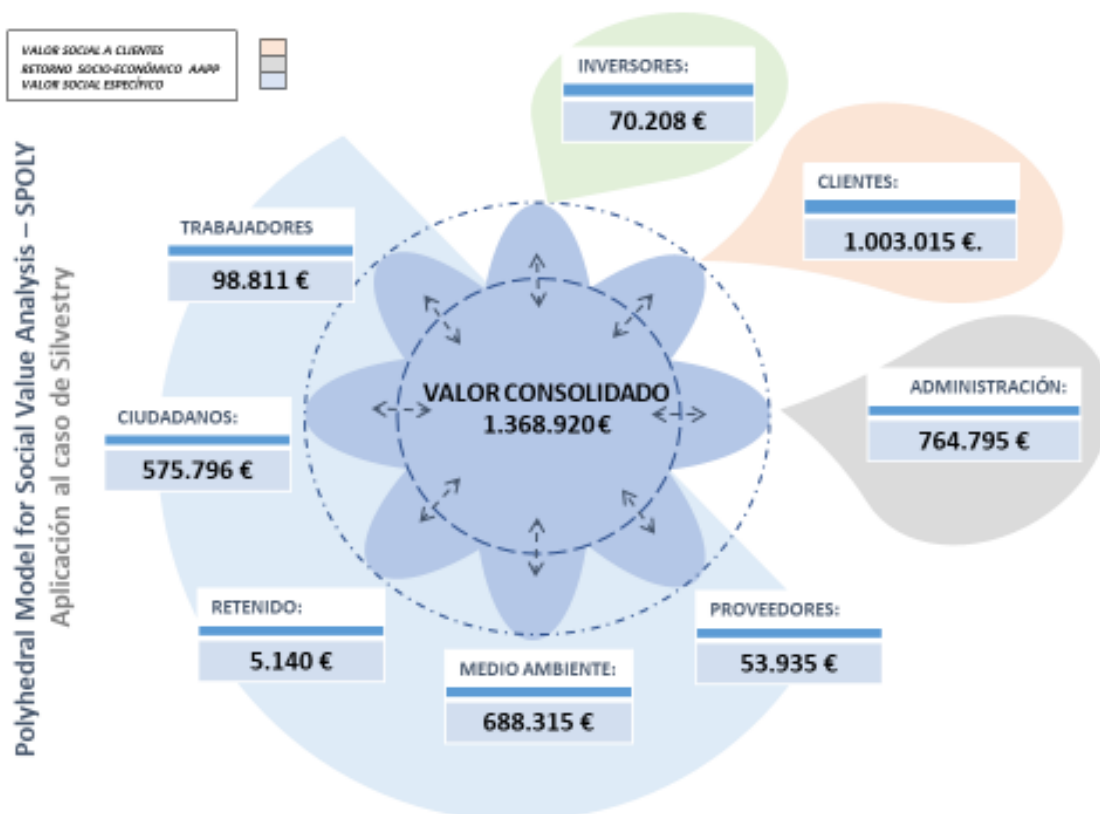 VALOR SOCIAL A CLIENTES
RETORNO SOCIO-ECONÓMICO AAPP
VALOR SOCIAL ESPECÍFICO
Polyhedral Model for Social Value Analysis – SPOLY
Aplicación al caso de Silvestry
INVERSORES:
70.208 €
CLIENTES:
1.003.015 €.
TRABAJADORES
98.811 €
ADMINISTRACIÓN:
764.795 €
VALOR CONSOLIDADO
1.368.920 €
CIUDADANOS:
575.796 €
RETENIDO:
5.140 €
PROVEEDORES:
53.935 €
MEDIO AMBIENTE:
688.315 €